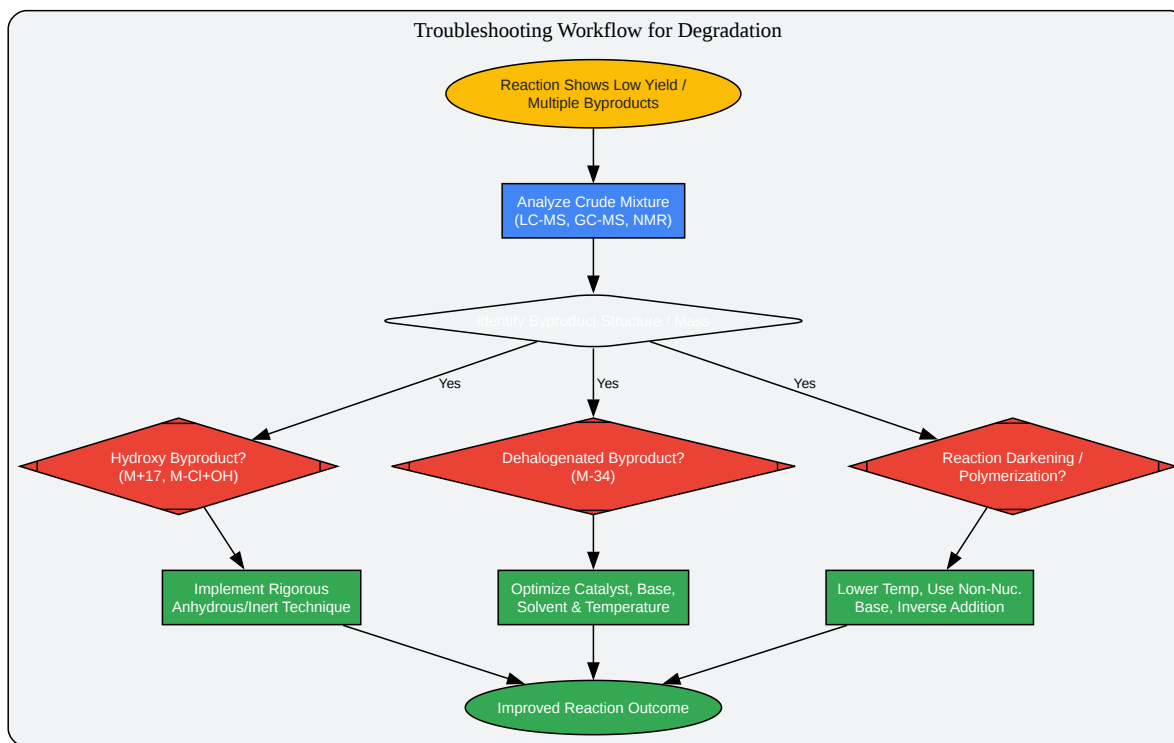 Troubleshooting Workflow for Degradation
Reaction Shows Low Yield /
Multiple Byproducts
Analyze Crude Mixture
(LC-MS, GC-MS, NMR)
Identify Byproduct Structure / Mass
Yes
Yes
Yes
Hydroxy Byproduct?
(M+17, M-Cl+OH)
Dehalogenated Byproduct?
(M-34)
Reaction Darkening /
Polymerization?
Implement Rigorous
Anhydrous/Inert Technique
Optimize Catalyst, Base,
Solvent & Temperature
Lower Temp, Use Non-Nuc.
Base, Inverse Addition
Improved Reaction Outcome